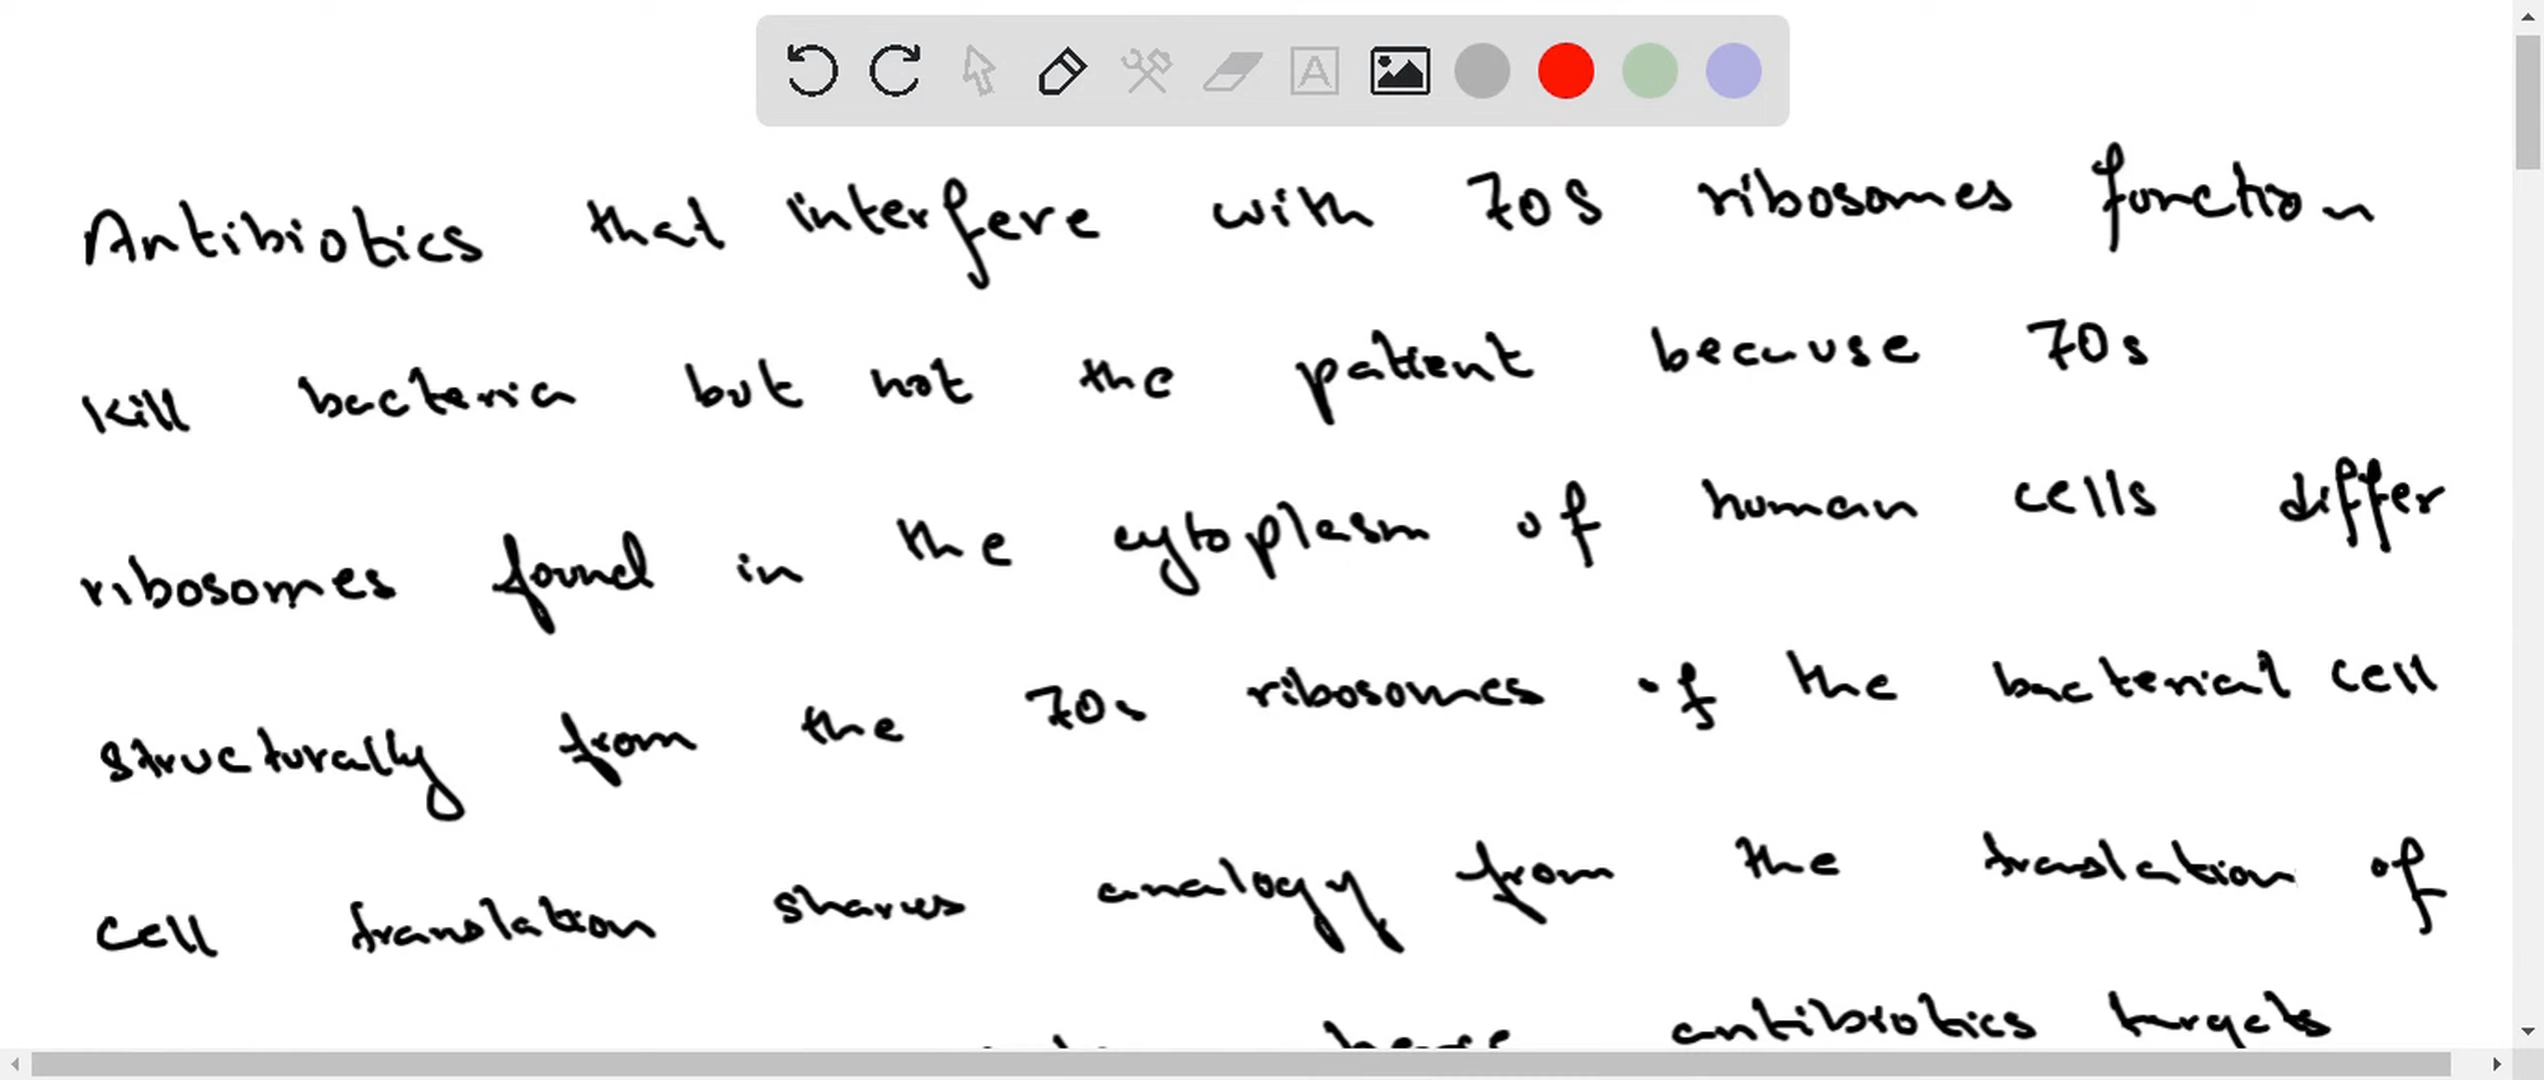 Antibiotics that interfere with 70S ribosomes function
kill bacteria but not the patient because 70s
ribosomes found in the cytoplasm of human cells differ
structurally from the 70s ribosomes of the bacterial cell
cell translation shares analogy from the translation of
antibiotics targets